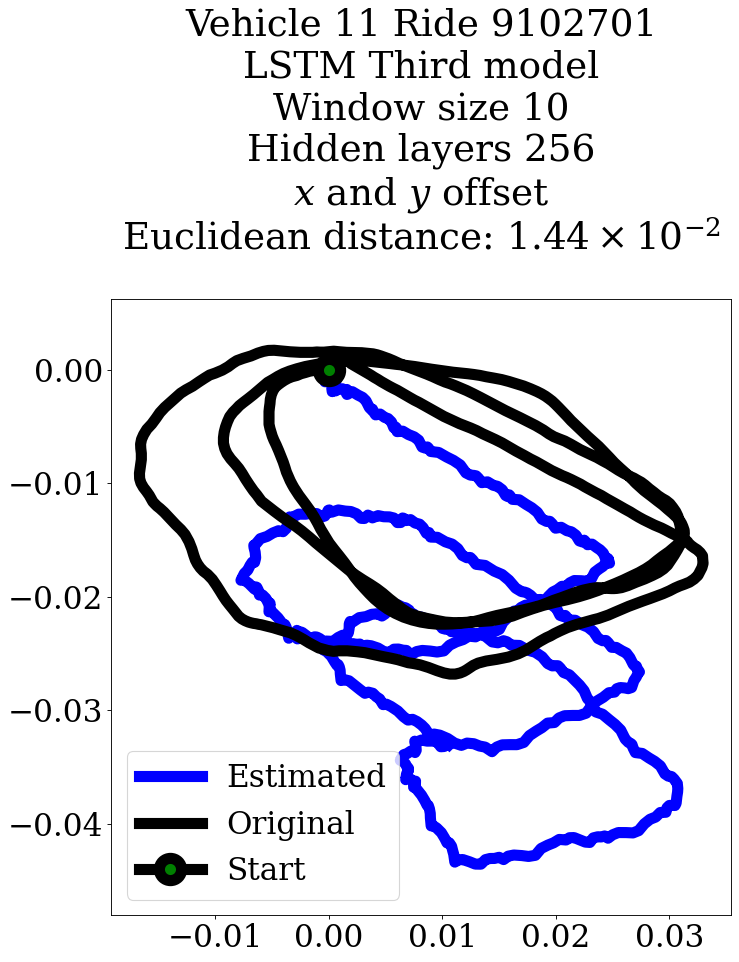 Vehicle 11 Ride 9102701
LSTM Third model
Window size 10
Hidden layers 256
x and y offset
Euclidean distance: 1.44 × 10⁻²
0.00
−0.01
−0.02
−0.03
−0.04
Estimated
Original
Start
−0.01 0.00 0.01 0.02 0.03